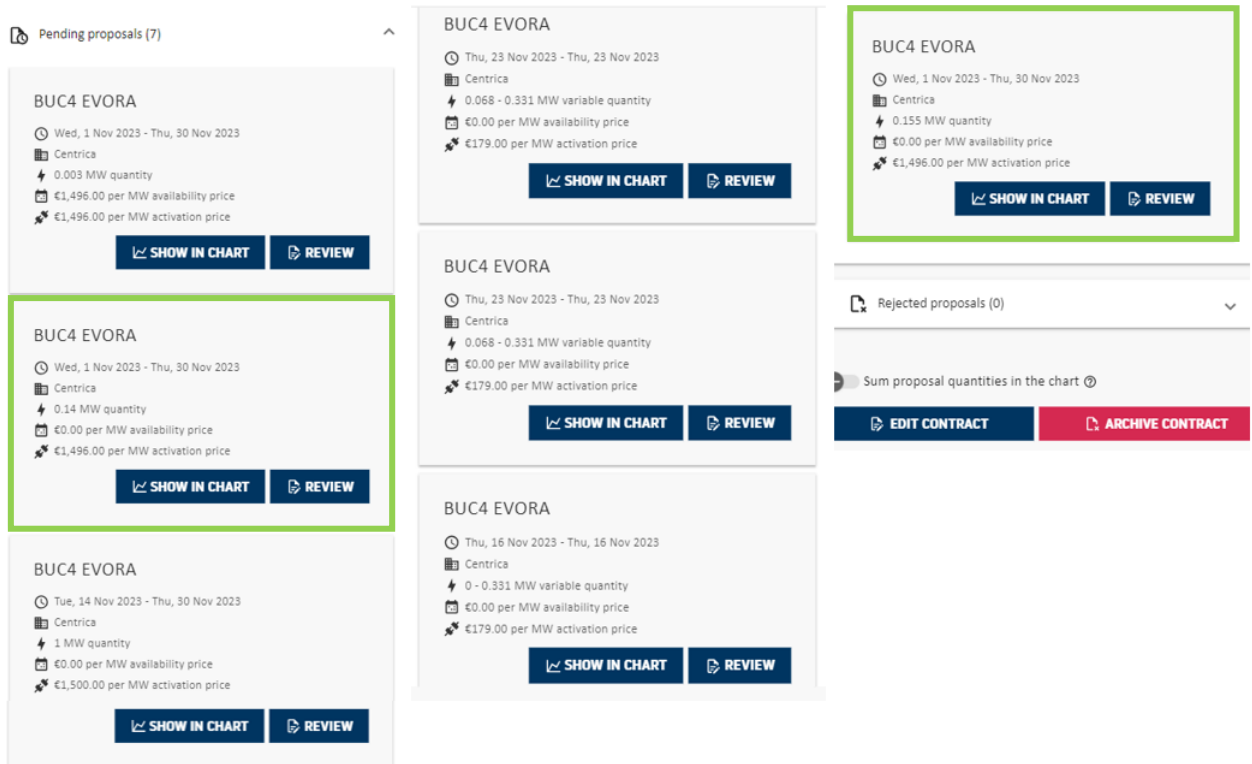 Pending proposals (7)
BUC4 EVORA
Wed, 1 Nov 2023 - Thu, 30 Nov 2023
Centrica
0.003 MW quantity
€1,496.00 per MW availability price
€1,496.00 per MW activation price
SHOW IN CHART
REVIEW
BUC4 EVORA
Wed, 1 Nov 2023 - Thu, 30 Nov 2023
Centrica
0.14 MW quantity
€0.00 per MW availability price
€1,496.00 per MW activation price
SHOW IN CHART
REVIEW
BUC4 EVORA
Tue, 14 Nov 2023 - Thu, 30 Nov 2023
Centrica
1 MW quantity
€0.00 per MW availability price
€1,500.00 per MW activation price
SHOW IN CHART
REVIEW
BUC4 EVORA
Thu, 23 Nov 2023 - Thu, 23 Nov 2023
Centrica
0.068 - 0.331 MW variable quantity
€0.00 per MW availability price
€179.00 per MW activation price
SHOW IN CHART
REVIEW
BUC4 EVORA
Thu, 23 Nov 2023 - Thu, 23 Nov 2023
Centrica
0.068 - 0.331 MW variable quantity
€0.00 per MW availability price
€179.00 per MW activation price
SHOW IN CHART
REVIEW
BUC4 EVORA
Thu, 16 Nov 2023 - Thu, 16 Nov 2023
Centrica
0 - 0.331 MW variable quantity
€0.00 per MW availability price
€179.00 per MW activation price
SHOW IN CHART
REVIEW
BUC4 EVORA
Wed, 1 Nov 2023 - Thu, 30 Nov 2023
Centrica
0.155 MW quantity
€0.00 per MW availability price
€1,496.00 per MW activation price
SHOW IN CHART
REVIEW
Rejected proposals (0)
Sum proposal quantities in the chart
EDIT CONTRACT
ARCHIVE CONTRACT